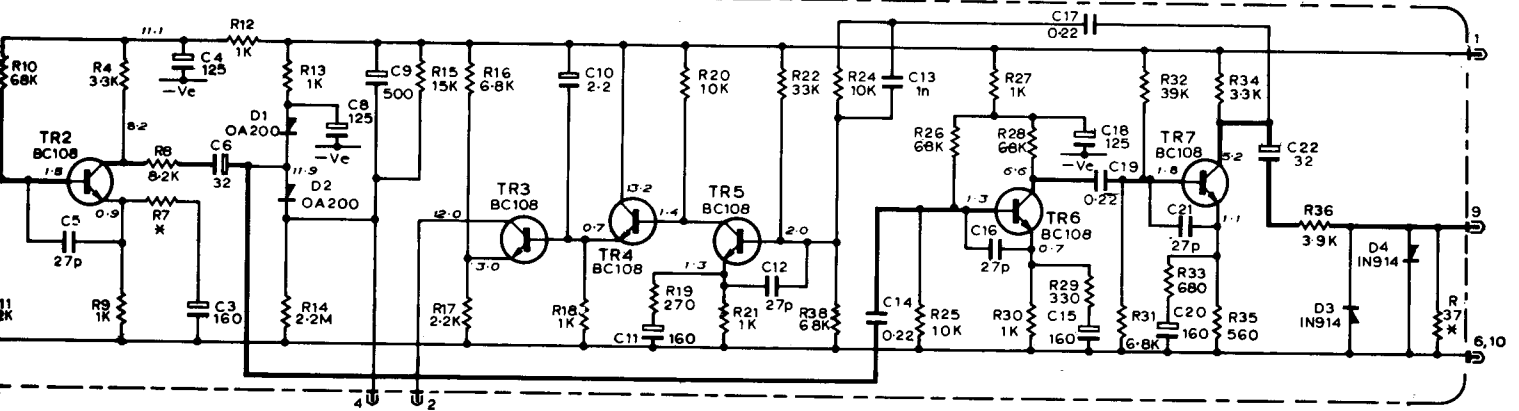 R10
68K
R4
3·3K
11.1
C4
125
-Ve
R12
1K
R13
1K
D1
OA200
C8
125
-Ve
C9
500
R15
15K
R16
6·8K
C10
2·2
R20
10K
R22
33K
R24
10K
C13
1n
C17
0·22
R27
1K
R26
68K
R28
68K
C18
125
-Ve
C19
0·22
R32
39K
R34
3·3K
1
TR2
BC108
1.8
8.2
0.9
R8
8·2K
C6
32
11.9
D2
OA200
R7
*
C5
27p
R9
1K
C3
160
R14
2·2M
12.0
TR3
BC108
3.0
R17
2·2K
0.7
R18
1K
13.2
TR4
BC108
1.4
TR5
BC108
2.0
1.3
C12
27p
R19
270
C11
160
R21
1K
R38
68K
C14
0·22
R25
10K
1.3
6.6
TR6
BC108
C16
27p
0.7
R29
330
R30
1K
C15
160
TR7
BC108
1.8
5.2
1.1
C21
27p
R33
680
R31
6·8K
C20
160
R35
560
C22
32
R36
3·9K
9
D4
IN914
D3
IN914
R
37
*
6,10
4
2